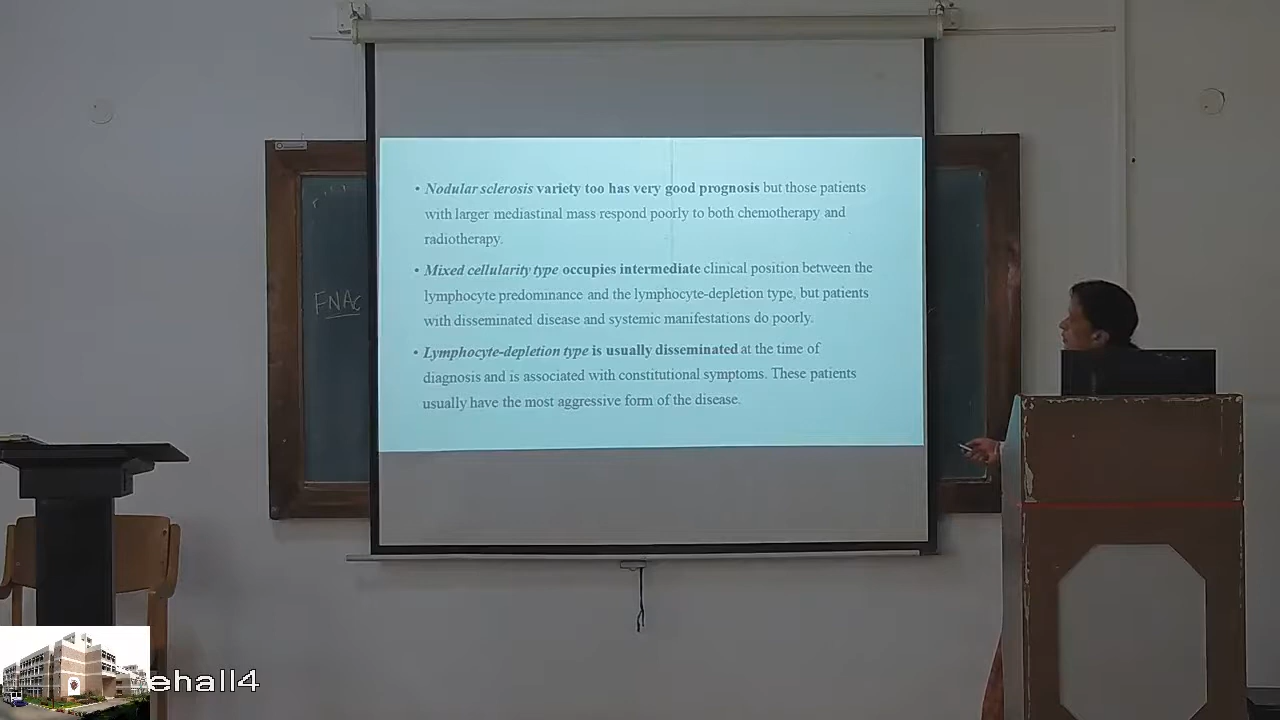 • Nodular sclerosis variety too has very good prognosis but those patients
with larger mediastinal mass respond poorly to both chemotherapy and
radiotherapy.
• Mixed cellularity type occupies intermediate clinical position between the
lymphocyte predominance and the lymphocyte-depletion type, but patients
with disseminated disease and systemic manifestations do poorly.
• Lymphocyte-depletion type is usually disseminated at the time of
diagnosis and is associated with constitutional symptoms. These patients
usually have the most aggressive form of the disease.
FNAC
ehall4